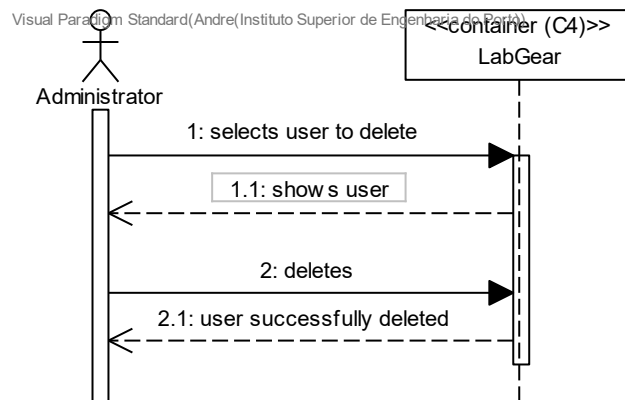 Visual Paradigm Standard(Andre(Instituto Superior de Engenharia do Porto))
<<container (C4)>>
LabGear
Administrator
1: selects user to delete
1.1: shows user
2: deletes
2.1: user successfully deleted